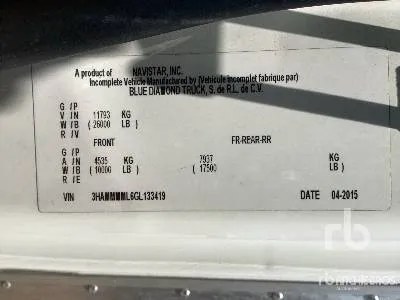 A product of NAVISTAR, INC.
Incomplete Vehicle Manufactured by (Vehicule incomplet fabrique par)
BLUE DIAMOND TRUCK, S. de R.L. de C.V.
G / P
V / N 11793 KG
W / B ( 26000 LB )
R / V
FRONT FR-REAR-RR
G / P
A / N 4535 KG 7937 KG
W / B ( 10000 LB ) ( 17500 LB )
R / E
VIN 3HAMMMML6GL133419 DATE 04-2015
rb